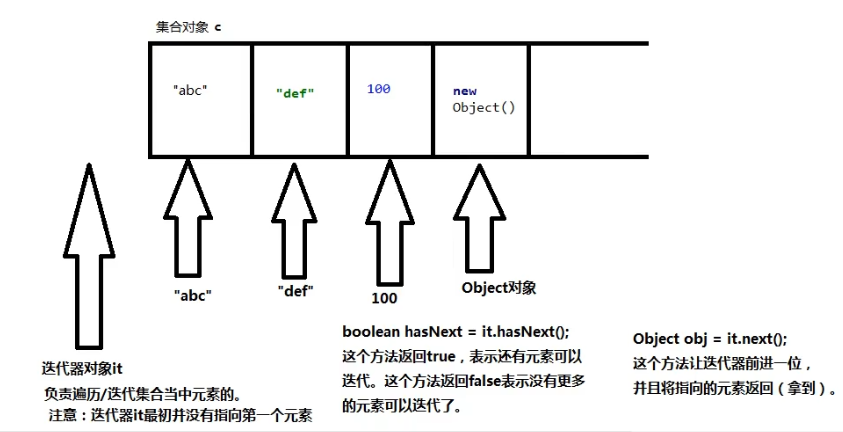 集合对象 c
"abc"
"def"
100
new
Object()
"abc"
"def"
100
Object对象
迭代器对象it
负责遍历/迭代集合当中元素的。
注意：迭代器it最初并没有指向第一个元素
boolean hasNext = it.hasNext();
这个方法返回true，表示还有元素可以
迭代。这个方法返回false表示没有更多
的元素可以迭代了。
Object obj = it.next();
这个方法让迭代器前进一位，
并且将指向的元素返回（拿到）。